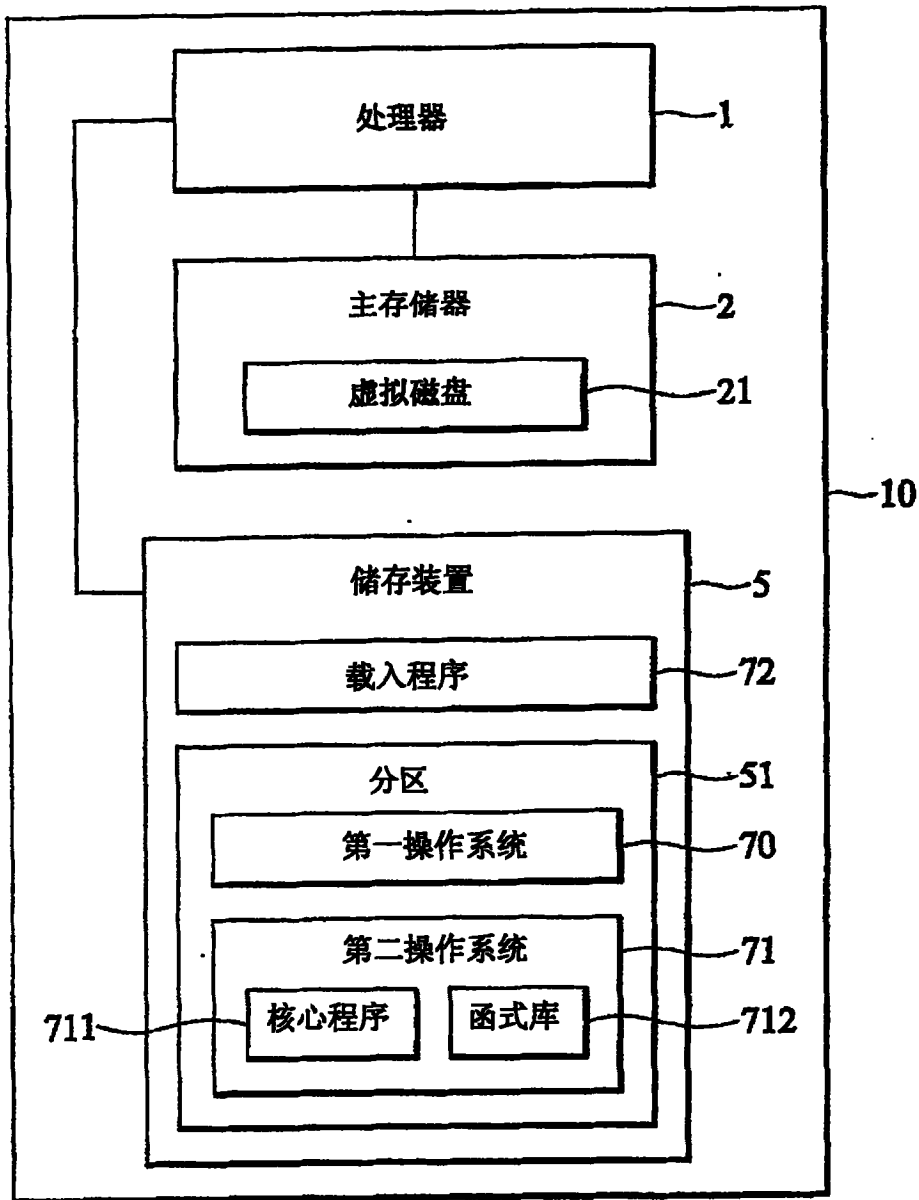 处理器
1
主存储器
2
虚拟磁盘
21
10
储存装置
5
载入程序
72
分区
51
第一操作系统
70
第二操作系统
71
711
核心程序
函式库
712